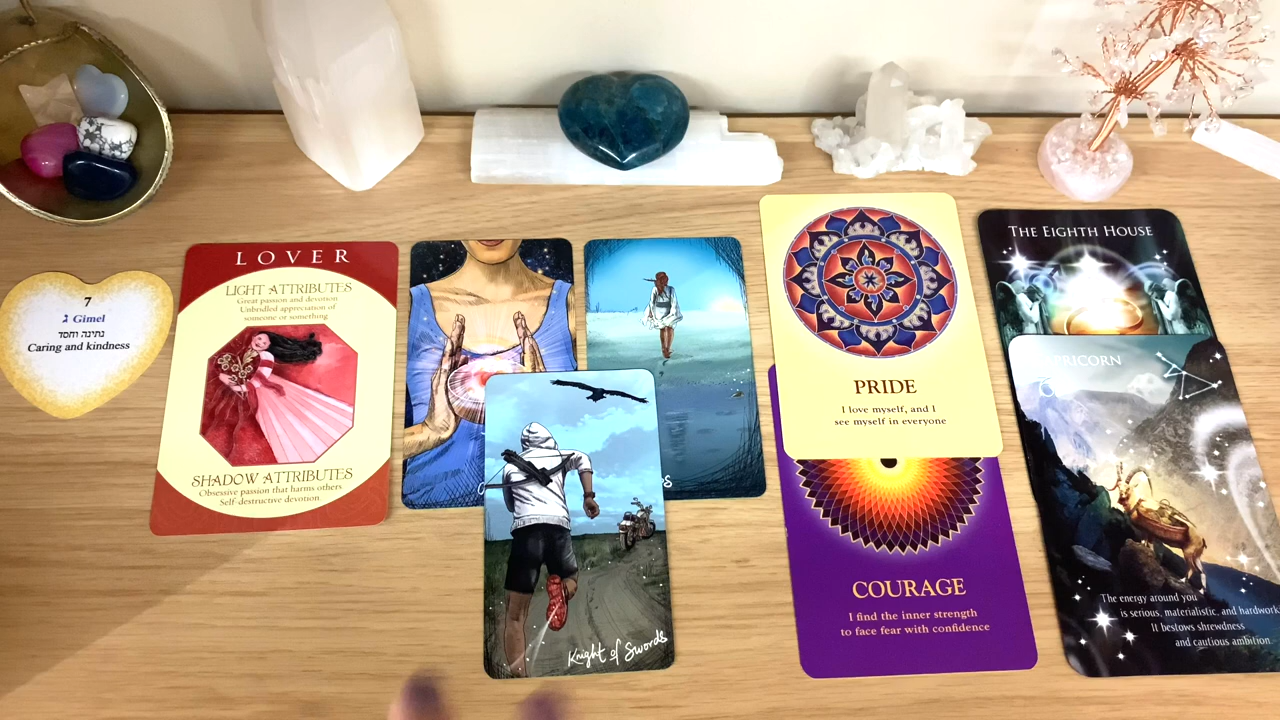 7
ג Gimel
נתינה וחסד
Caring and kindness
LOVER
LIGHT ATTRIBUTES
Great passion and devotion
Unbridled appreciation of
someone or something
SHADOW ATTRIBUTES
Obsessive passion that harms others
Self-destructive devotion
Knight of Swords
PRIDE
I love myself, and I
see myself in everyone
COURAGE
I find the inner strength
to face fear with confidence
THE EIGHTH HOUSE
PRICORN
The energy around you
is serious, materialistic, and hardwork
It bestows shrewdness
and cautious ambition.